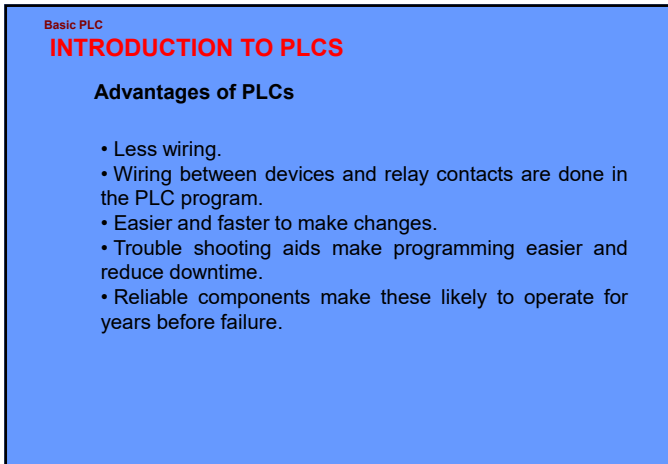 Basic PLC
INTRODUCTION TO PLCS
Advantages of PLCs
• Less wiring.
• Wiring between devices and relay contacts are done in
the PLC program.
• Easier and faster to make changes.
• Trouble shooting aids make programming easier and
reduce downtime.
• Reliable components make these likely to operate for
years before failure.